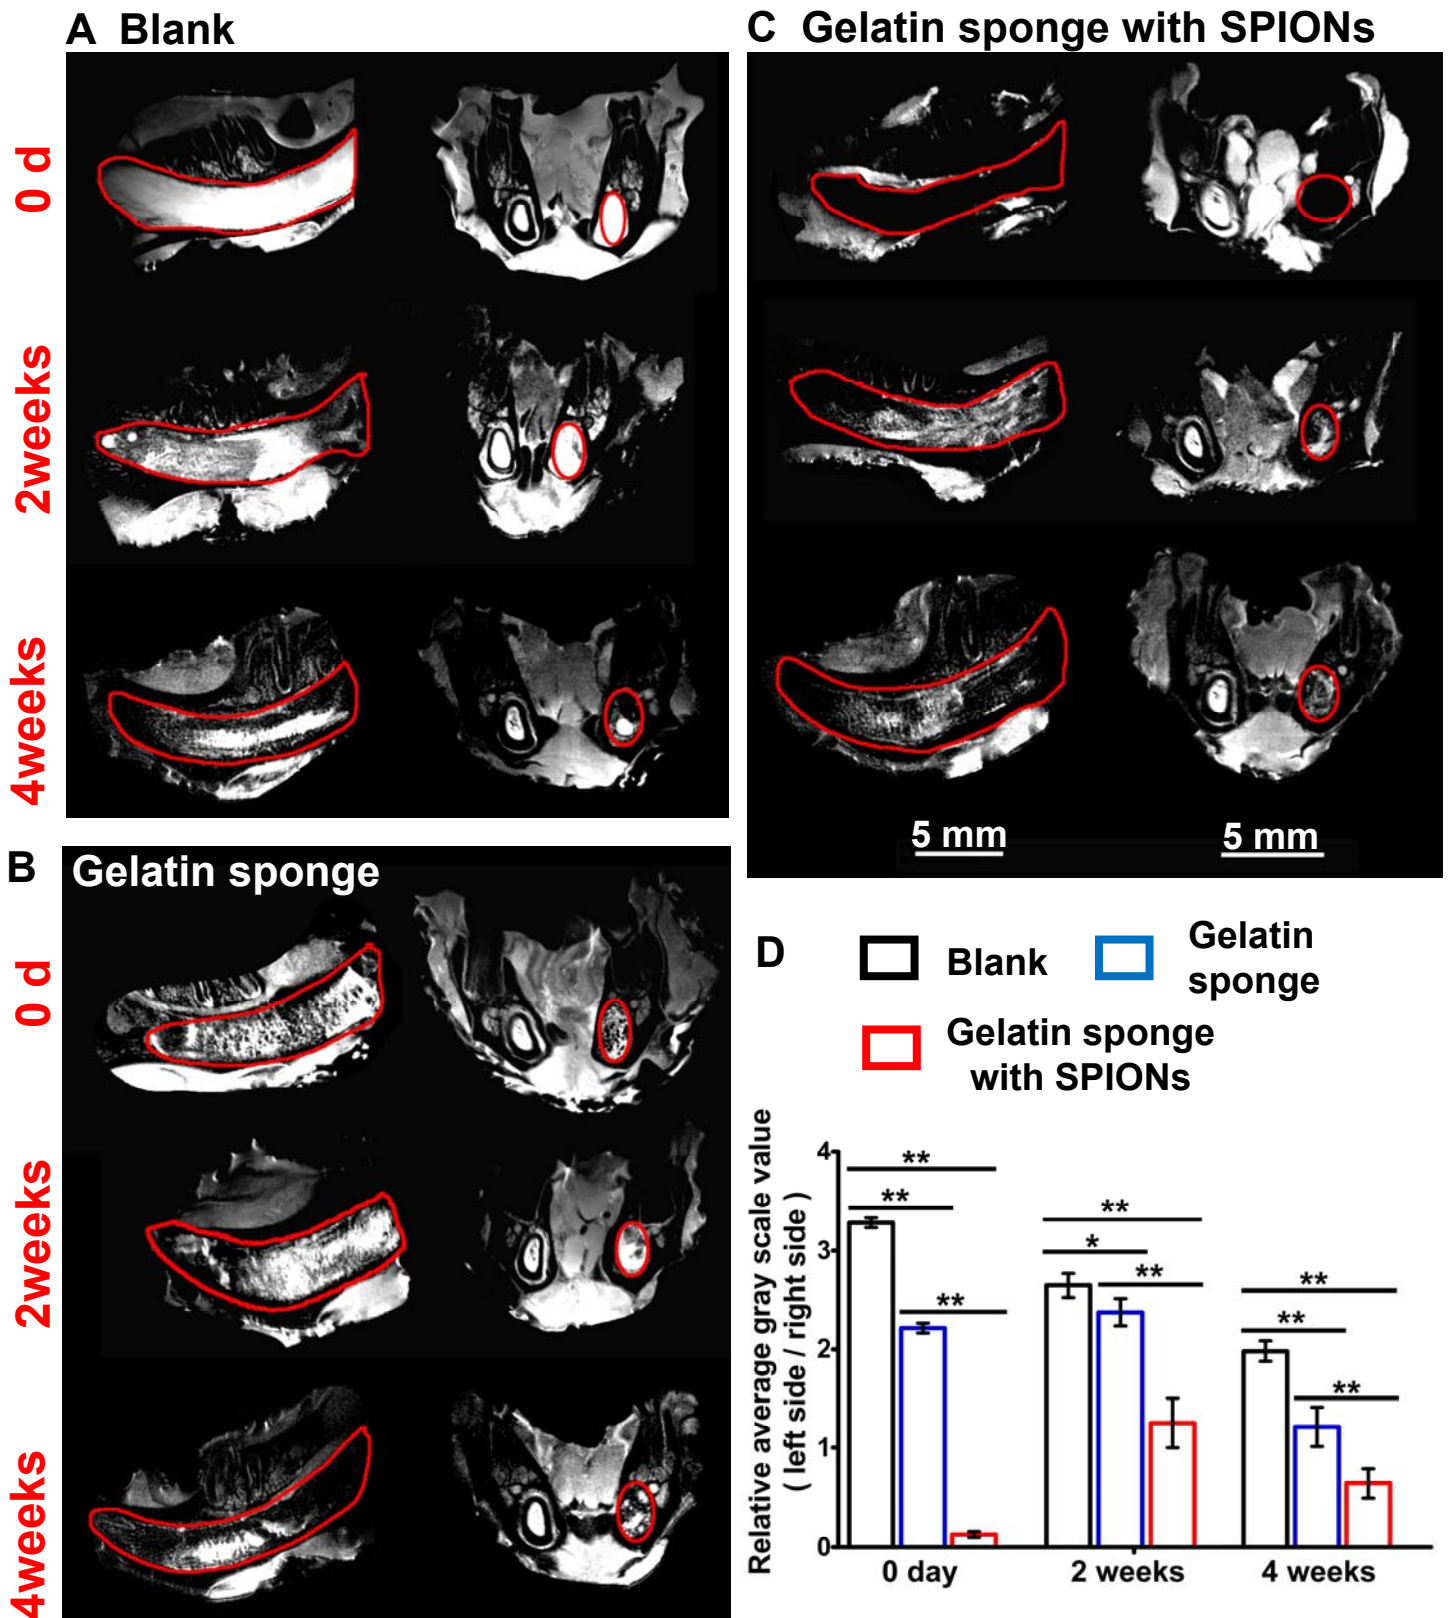 A Blank
0 d
2weeks
4weeks
B Gelatin sponge
0 d
2weeks
4weeks
C Gelatin sponge with SPIONs
5 mm
5 mm
D
Blank
Gelatin
sponge
Gelatin sponge
with SPIONs
Relative average gray scale value
( left side / right side )
4
3
2
1
0
**
**
**
**
*
**
**
**
**
0 day
2 weeks
4 weeks